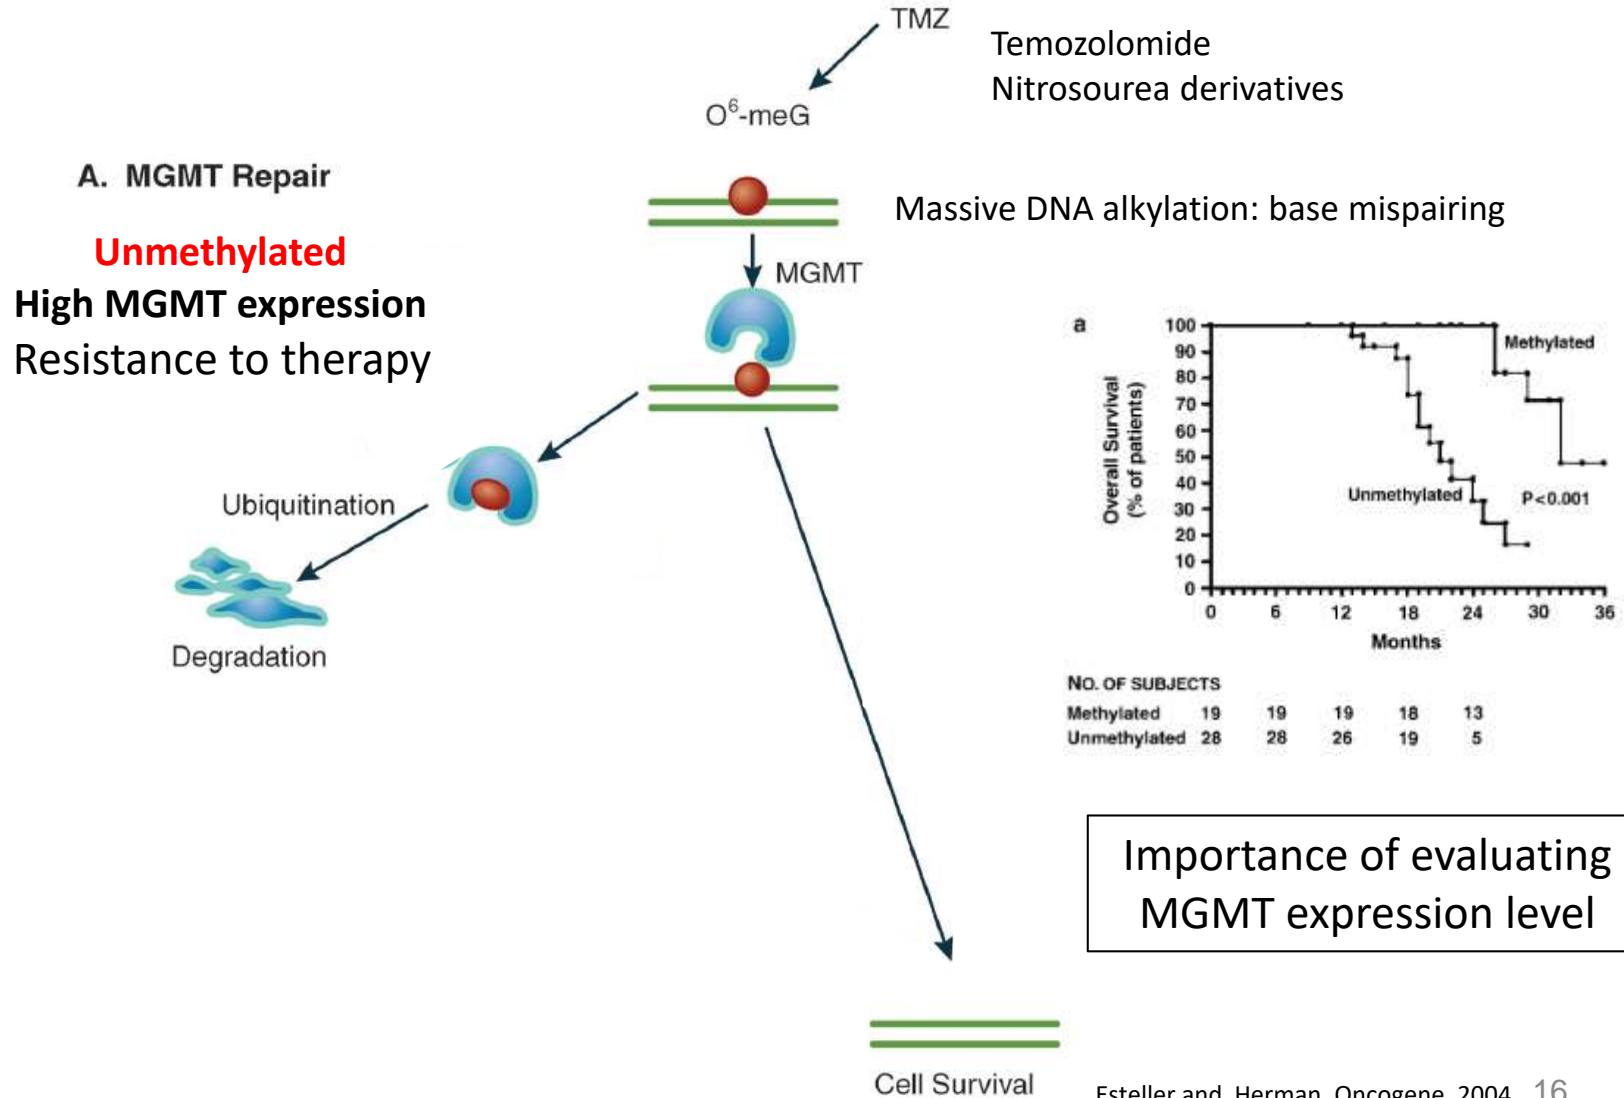 TMZ
Temozolomide
Nitrosourea derivatives
O⁶-meG
A. MGMT Repair
Massive DNA alkylation: base mispairing
Unmethylated
High MGMT expression
Resistance to therapy
MGMT
Ubiquitination
Degradation
a
100
90
80
70
60
50
40
30
20
10
0
Overall Survival
(% of patients)
Methylated
Unmethylated
P<0.001
0 6 12 18 24 30 36
Months
NO. OF SUBJECTS
Methylated 19 19 19 18 13
Unmethylated 28 28 26 19 5
Importance of evaluating
MGMT expression level
Cell Survival
Esteller and Herman, Oncogene, 2004 16